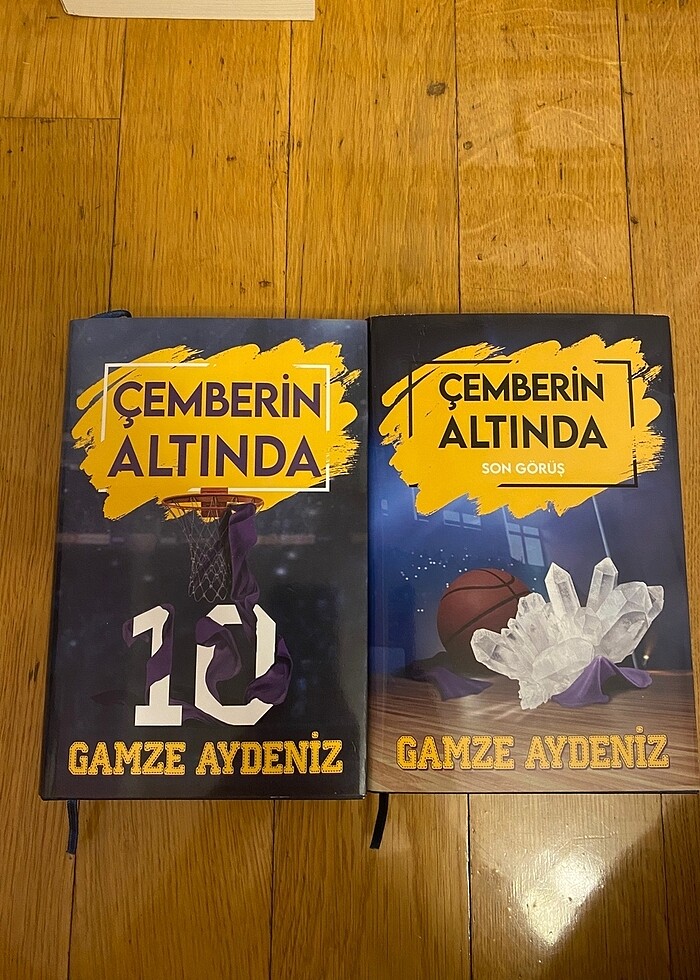 ÇEMBERİN
ALTINDA
10
GAMZE AYDENİZ
ÇEMBERİN
ALTINDA
SON GÖRÜŞ
GAMZE AYDENİZ